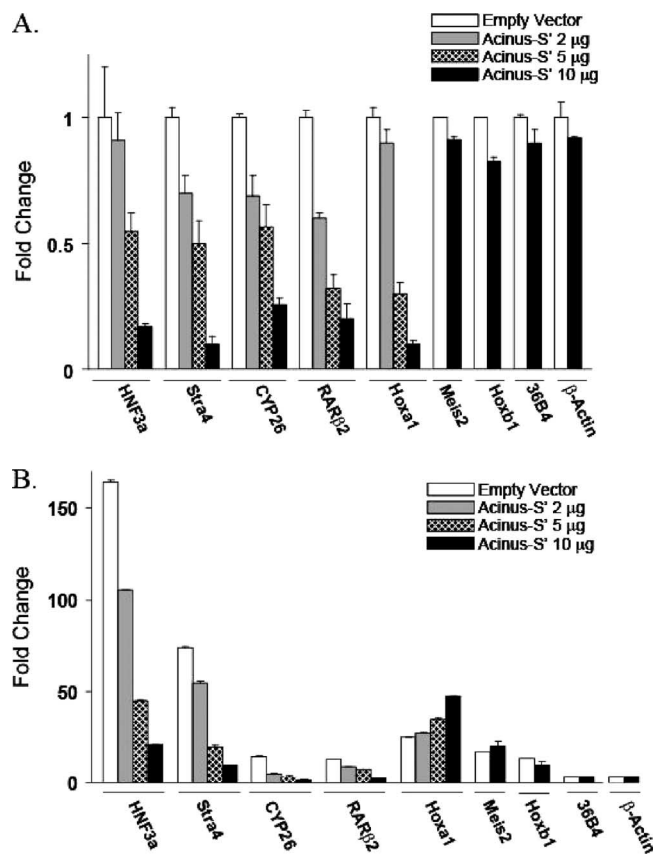 A.
Empty Vector
Acinus-S' 2 μg
Acinus-S' 5 μg
Acinus-S' 10 μg
Fold Change
1
0.5
0
HNF3a
Stra4
CYP26
RARβ2
Hoxa1
Meis2
Hoxb1
36B4
β-Actin
B.
Empty Vector
Acinus-S' 2 μg
Acinus-S' 5 μg
Acinus-S' 10 μg
Fold Change
150
100
50
0
HNF3a
Stra4
CYP26
RARβ2
Hoxa1
Meis2
Hoxb1
36B4
β-Actin